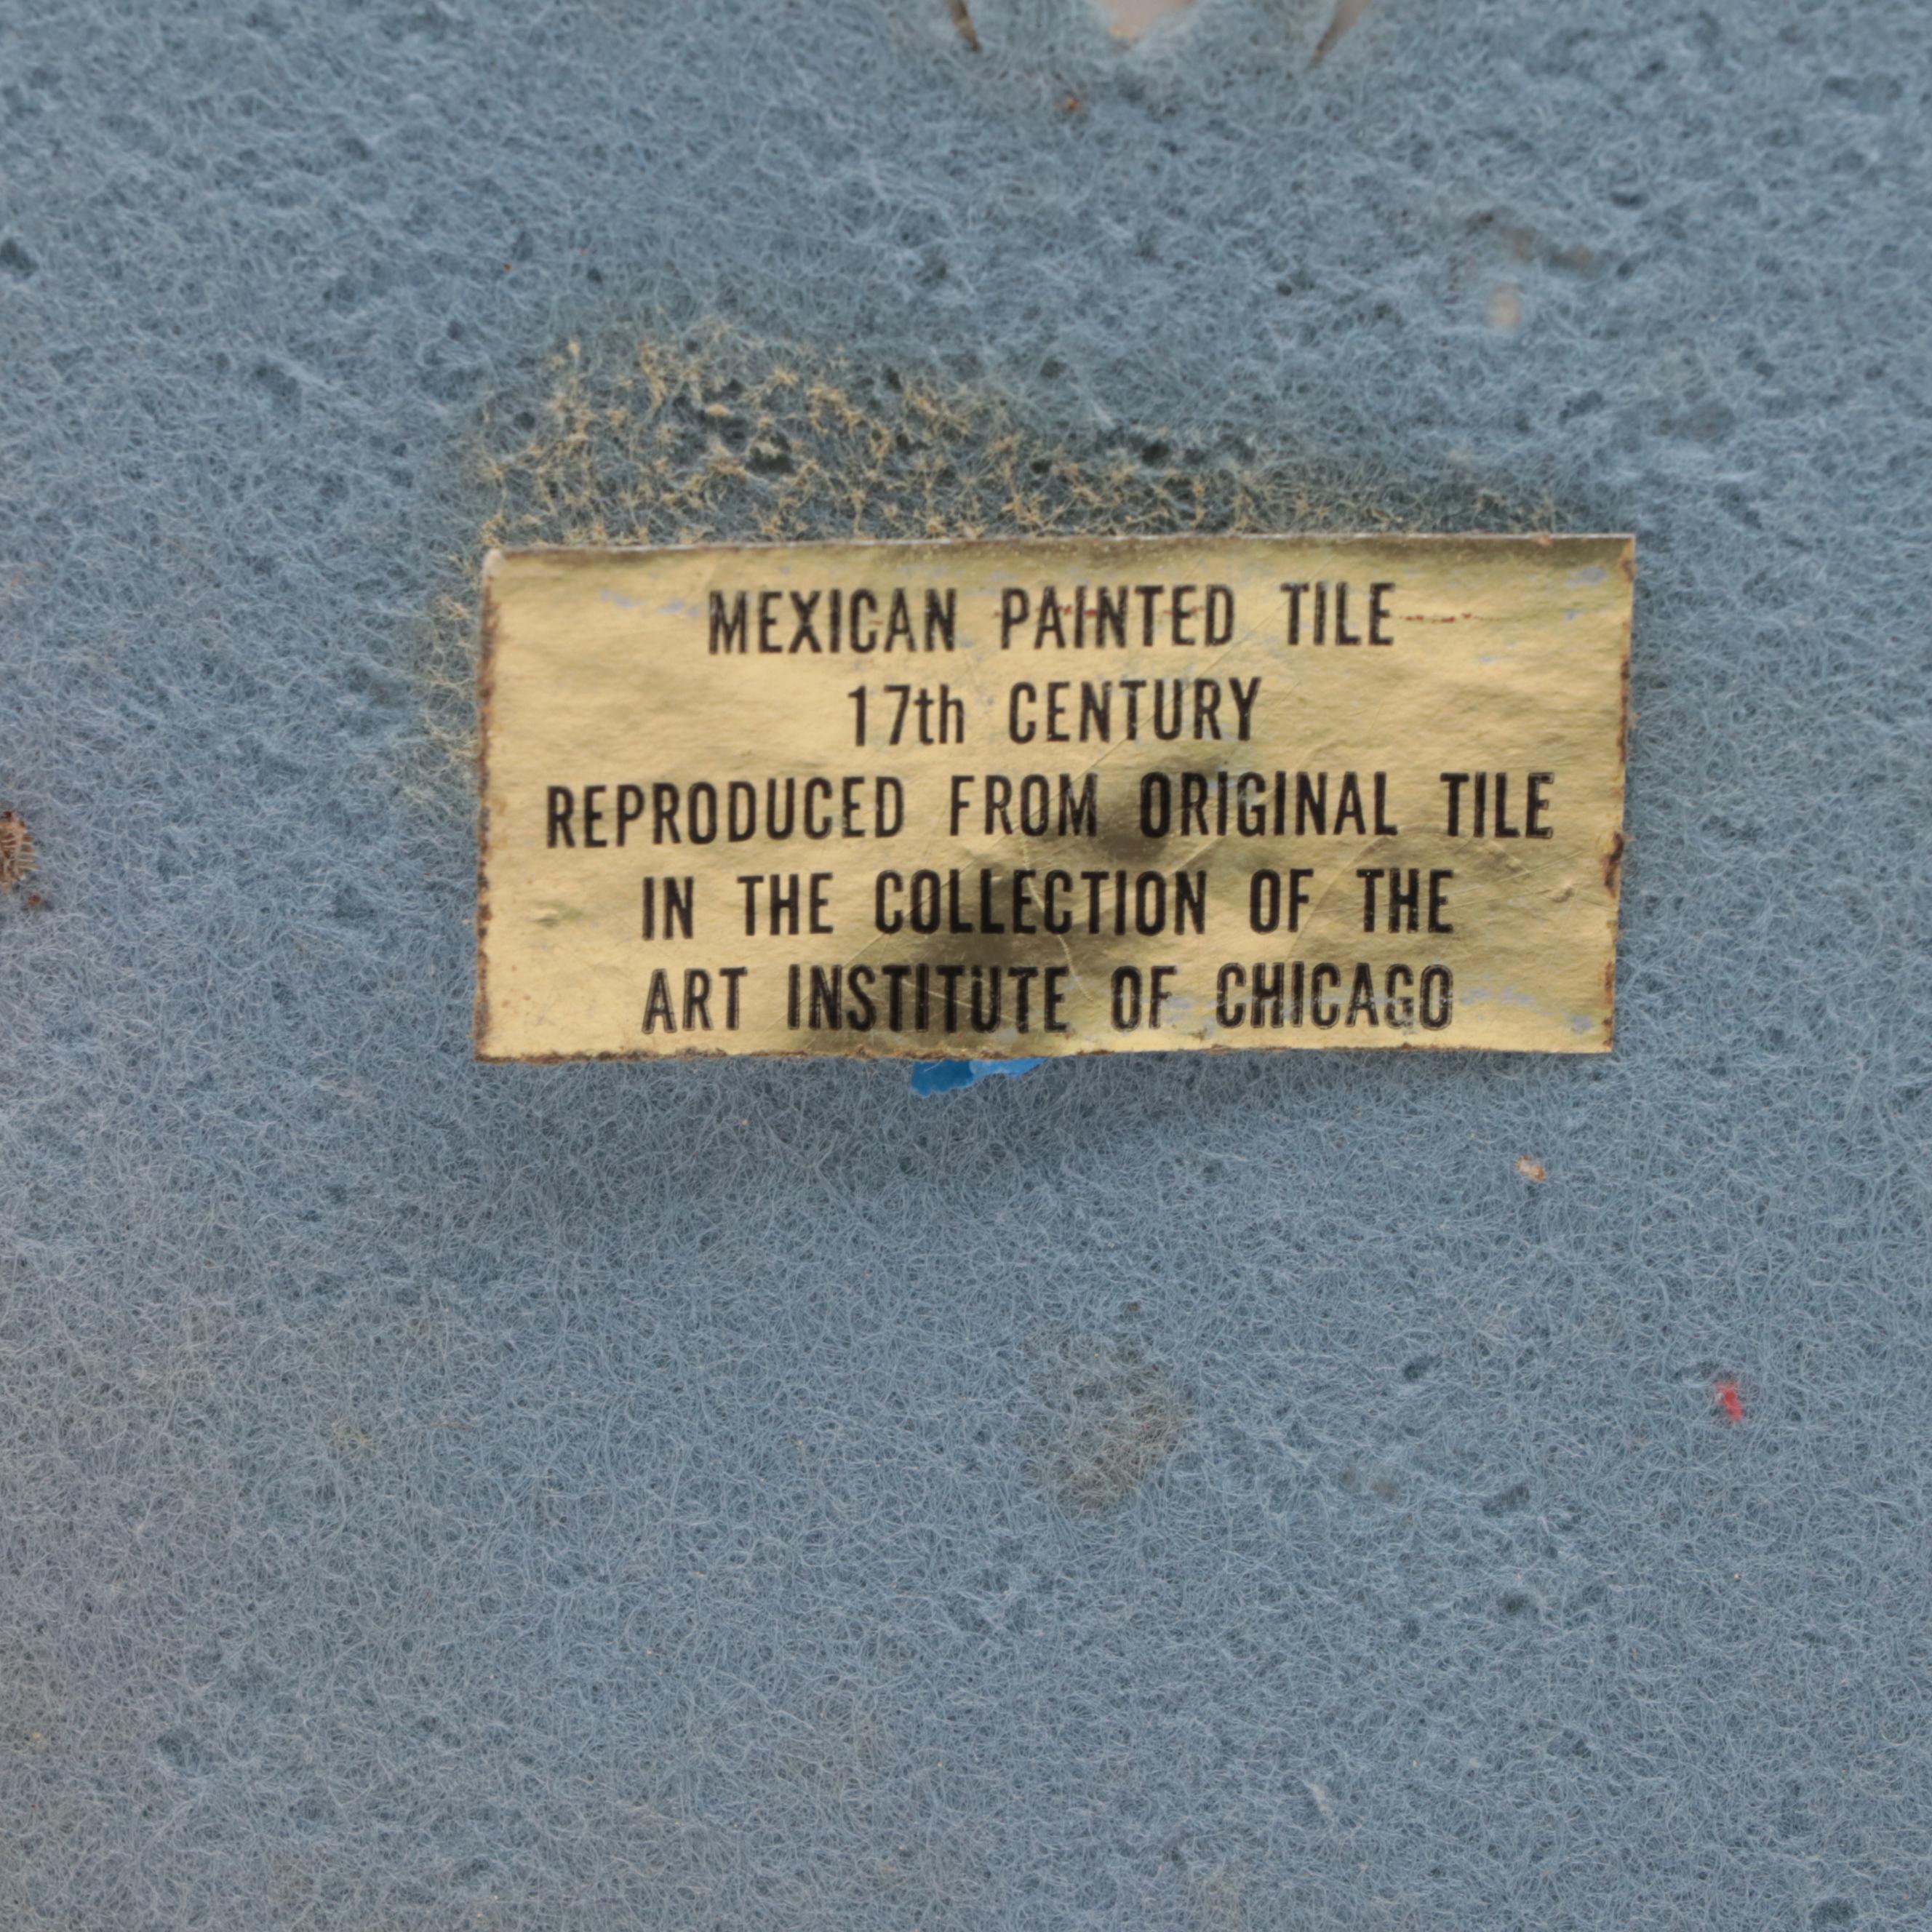 MEXICAN PAINTED TILE
17th CENTURY
REPRODUCED FROM ORIGINAL TILE
IN THE COLLECTION OF THE
ART INSTITUTE OF CHICAGO